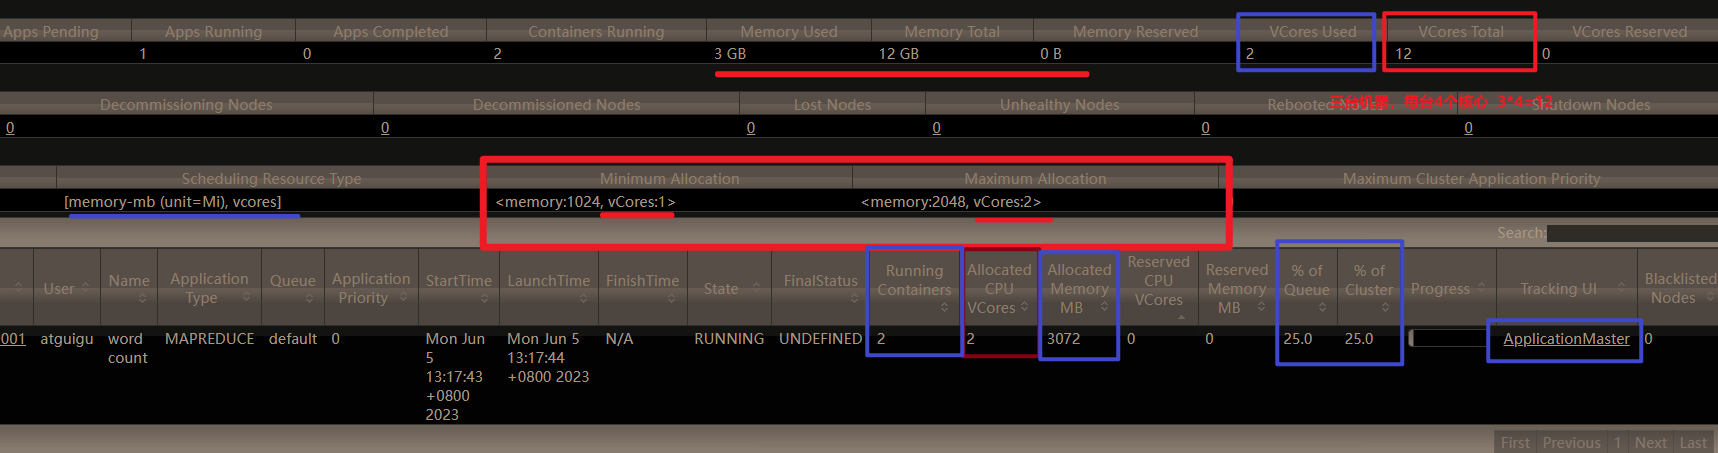 Apps Pending Apps Running Apps Completed Containers Running Memory Used Memory Total Memory Reserved VCores Used VCores Total VCores Reserved
1 0 2 3 GB 12 GB 0 B 2 12 0
Decommissioning Nodes Decommissioned Nodes Lost Nodes Unhealthy Nodes Rebooted Nodes Shutdown Nodes
三台机器，每台4个核心 3*4=12
0 0 0 0 0 0
Scheduling Resource Type Minimum Allocation Maximum Allocation Maximum Cluster Application Priority
[memory-mb (unit=Mi), vcores] <memory:1024, vCores:1> <memory:2048, vCores:2>
Search:
User Name Application Type Queue Application Priority StartTime LaunchTime FinishTime State FinalStatus Running Containers Allocated CPU VCores Allocated Memory MB Reserved CPU VCores Reserved Memory MB % of Queue % of Cluster Progress Tracking UI Blacklisted Nodes
001 atguigu word count MAPREDUCE default 0 Mon Jun 5 13:17:43 +0800 2023 Mon Jun 5 13:17:44 +0800 2023 N/A RUNNING UNDEFINED 2 2 3072 0 0 25.0 25.0 ApplicationMaster 0
First Previous 1 Next Last